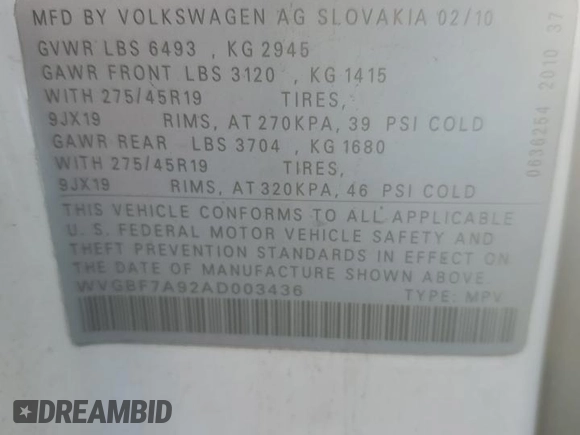 MFD BY VOLKSWAGEN AG SLOVAKIA 02/10
GVWR LBS 6493 , KG 2945
GAWR FRONT LBS 3120 , KG 1415
WITH 275/45R19 TIRES,
9JX19 RIMS, AT 270KPA, 39 PSI COLD
GAWR REAR LBS 3704 , KG 1680
WITH 275/45R19 TIRES,
9JX19 RIMS, AT 320KPA, 46 PSI COLD
THIS VEHICLE CONFORMS TO ALL APPLICABLE
U. S. FEDERAL MOTOR VEHICLE SAFETY AND
THEFT PREVENTION STANDARDS IN EFFECT ON
THE DATE OF MANUFACTURE SHOWN ABOVE.
WVGBF7A92AD003436 TYPE: MPV
0636254 2010 37
DREAMBID